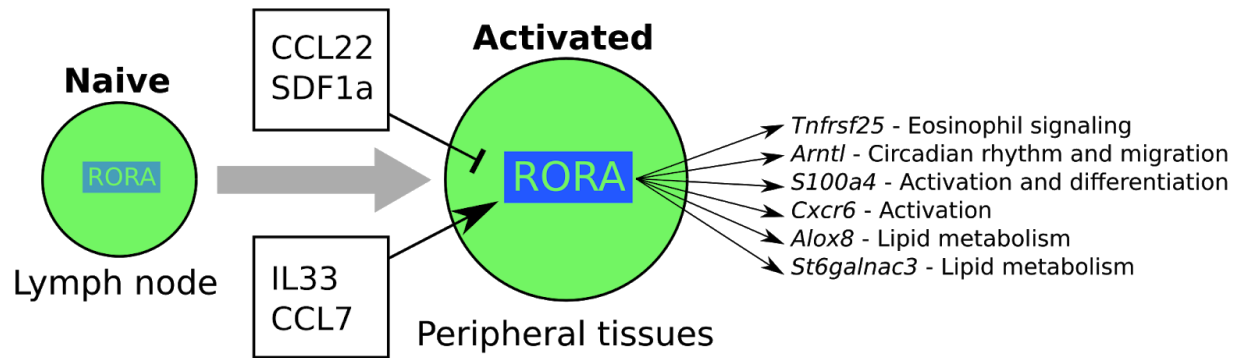 Naive
RORA
Lymph node
CCL22
SDF1a
IL33
CCL7
Activated
RORA
Peripheral tissues
Tnfrsf25 - Eosinophil signaling
Arntl - Circadian rhythm and migration
S100a4 - Activation and differentiation
Cxcr6 - Activation
Alox8 - Lipid metabolism
St6galnac3 - Lipid metabolism